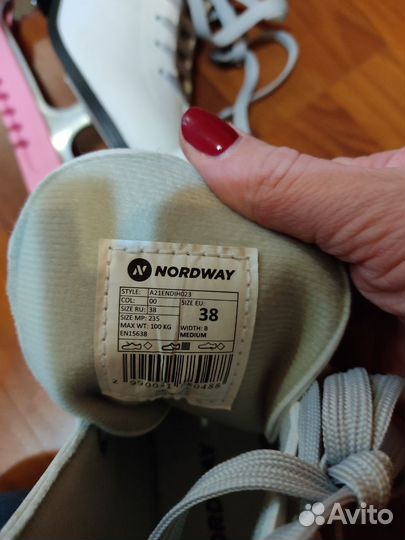 NORDWAY
STYLE: A21ENDIH023
COL: 00
SIZE RU: 38
SIZE MP: 235
MAX WT: 100 KG
EN15638
SIZE EU:
38
WIDTH: B
MEDIUM
NORDWAY
Avito